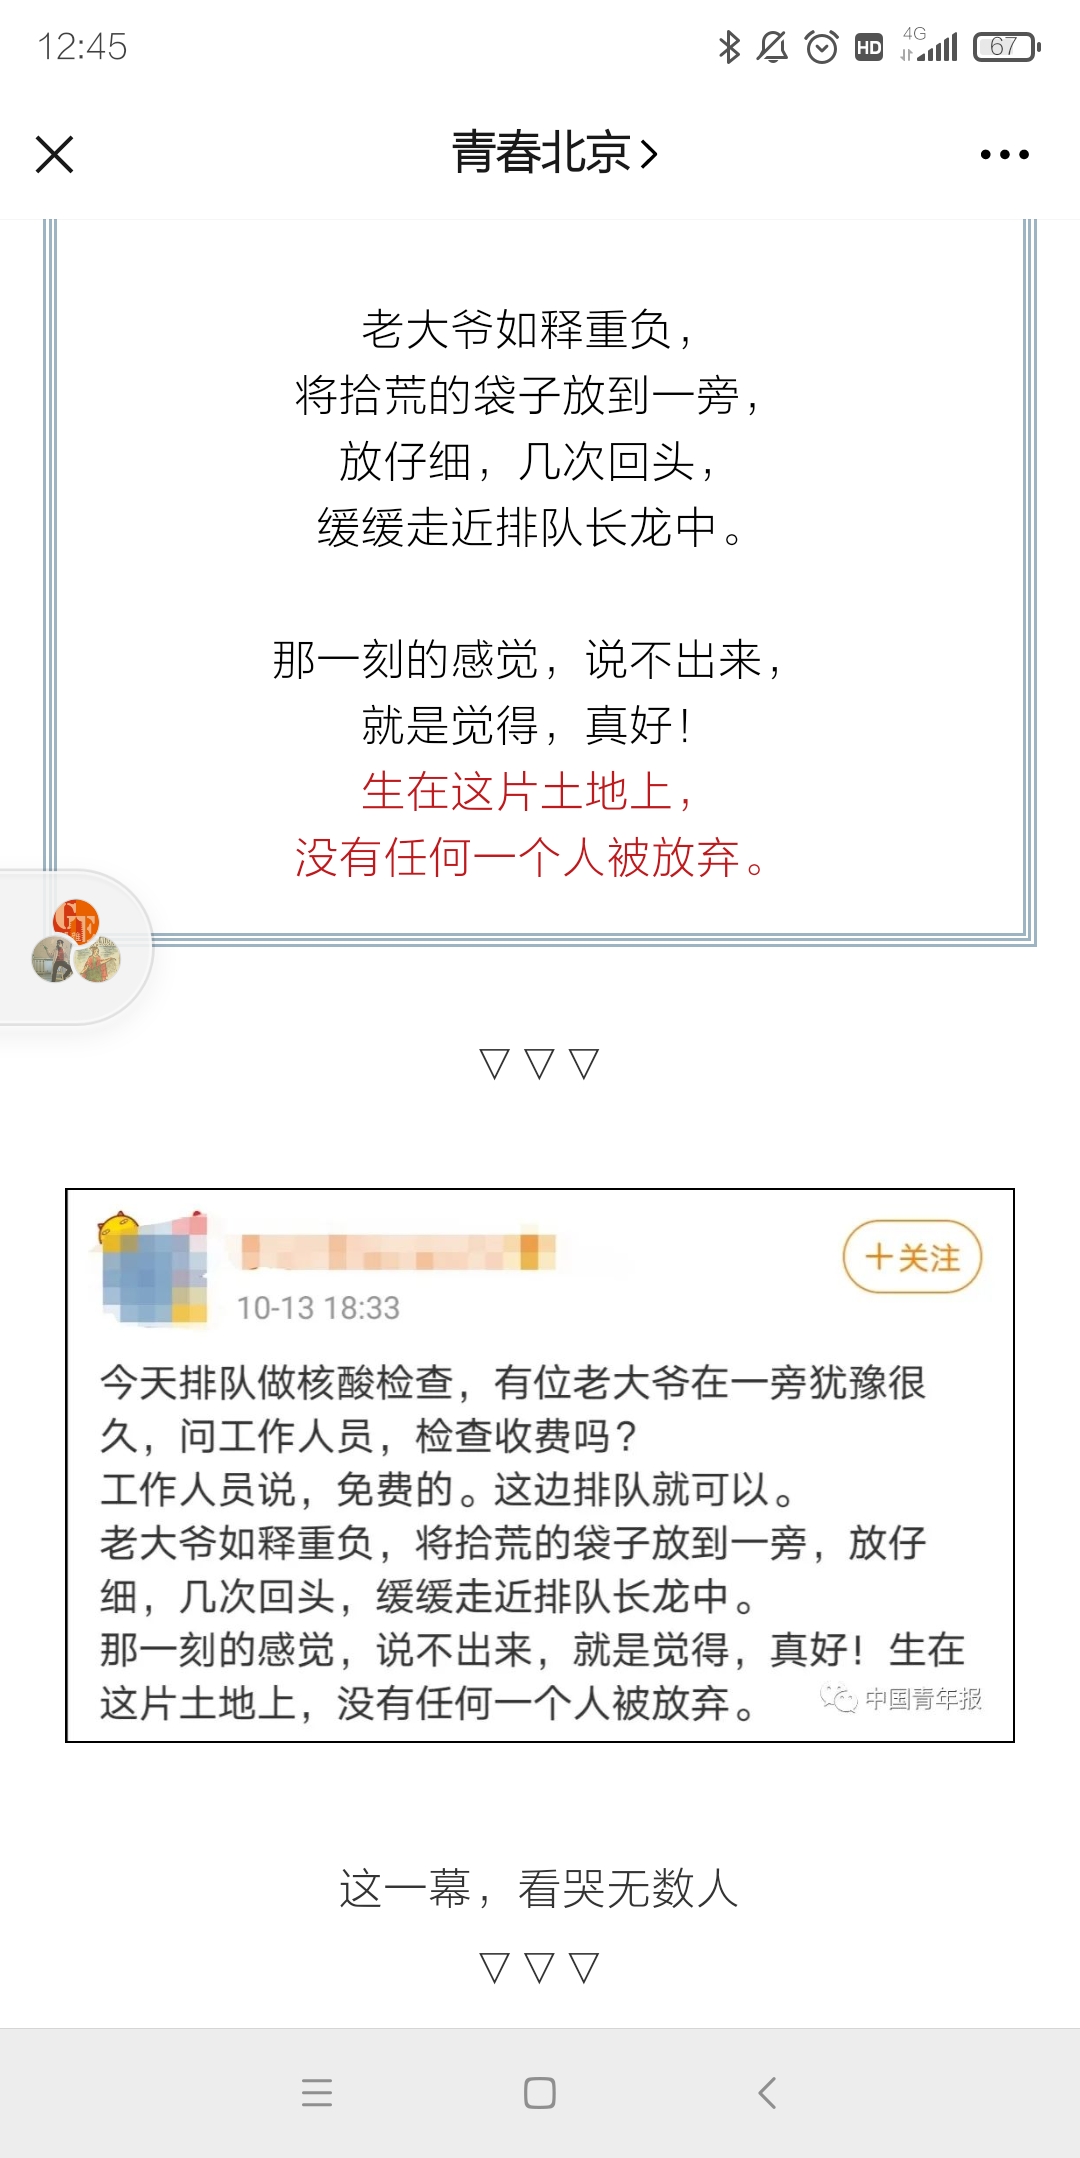 12:45
HD
4G
67
青春北京
老大爷如释重负，
将拾荒的袋子放到一旁，
放仔细，几次回头，
缓缓走近排队长龙中。
那一刻的感觉，说不出来，
就是觉得，真好！
生在这片土地上，
没有任何一个人被放弃。
▽ ▽ ▽
十关注
10-13 18:33
今天排队做核酸检查，有位老大爷在一旁犹豫很
久，问工作人员，检查收费吗？
工作人员说，免费的。这边排队就可以。
老大爷如释重负，将拾荒的袋子放到一旁，放仔
细，几次回头，缓缓走近排队长龙中。
那一刻的感觉，说不出来，就是觉得，真好！生在
这片土地上，没有任何一个人被放弃。
中国青年报
这一幕，看哭无数人
▽ ▽ ▽